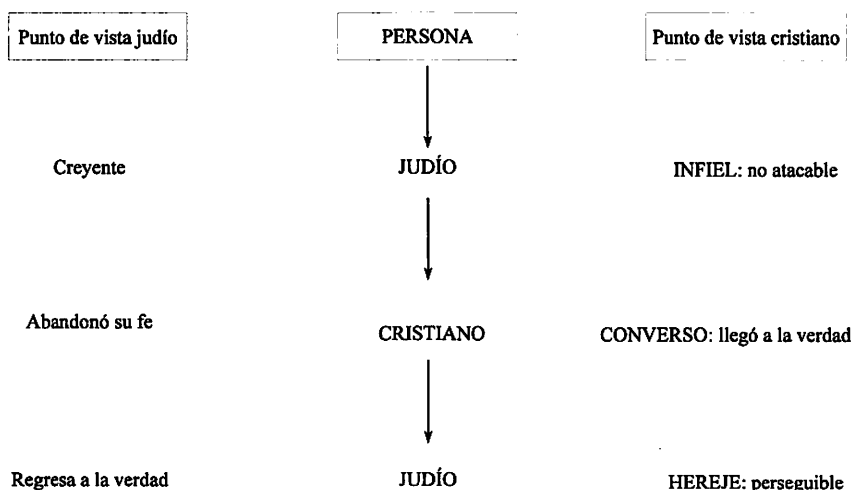 Punto de vista judío PERSONA Punto de vista cristiano
Creyente JUDÍO INFIEL: no atacable
Abandonó su fe CRISTIANO CONVERSO: llegó a la verdad
Regresa a la verdad JUDÍO HEREJE: perseguible